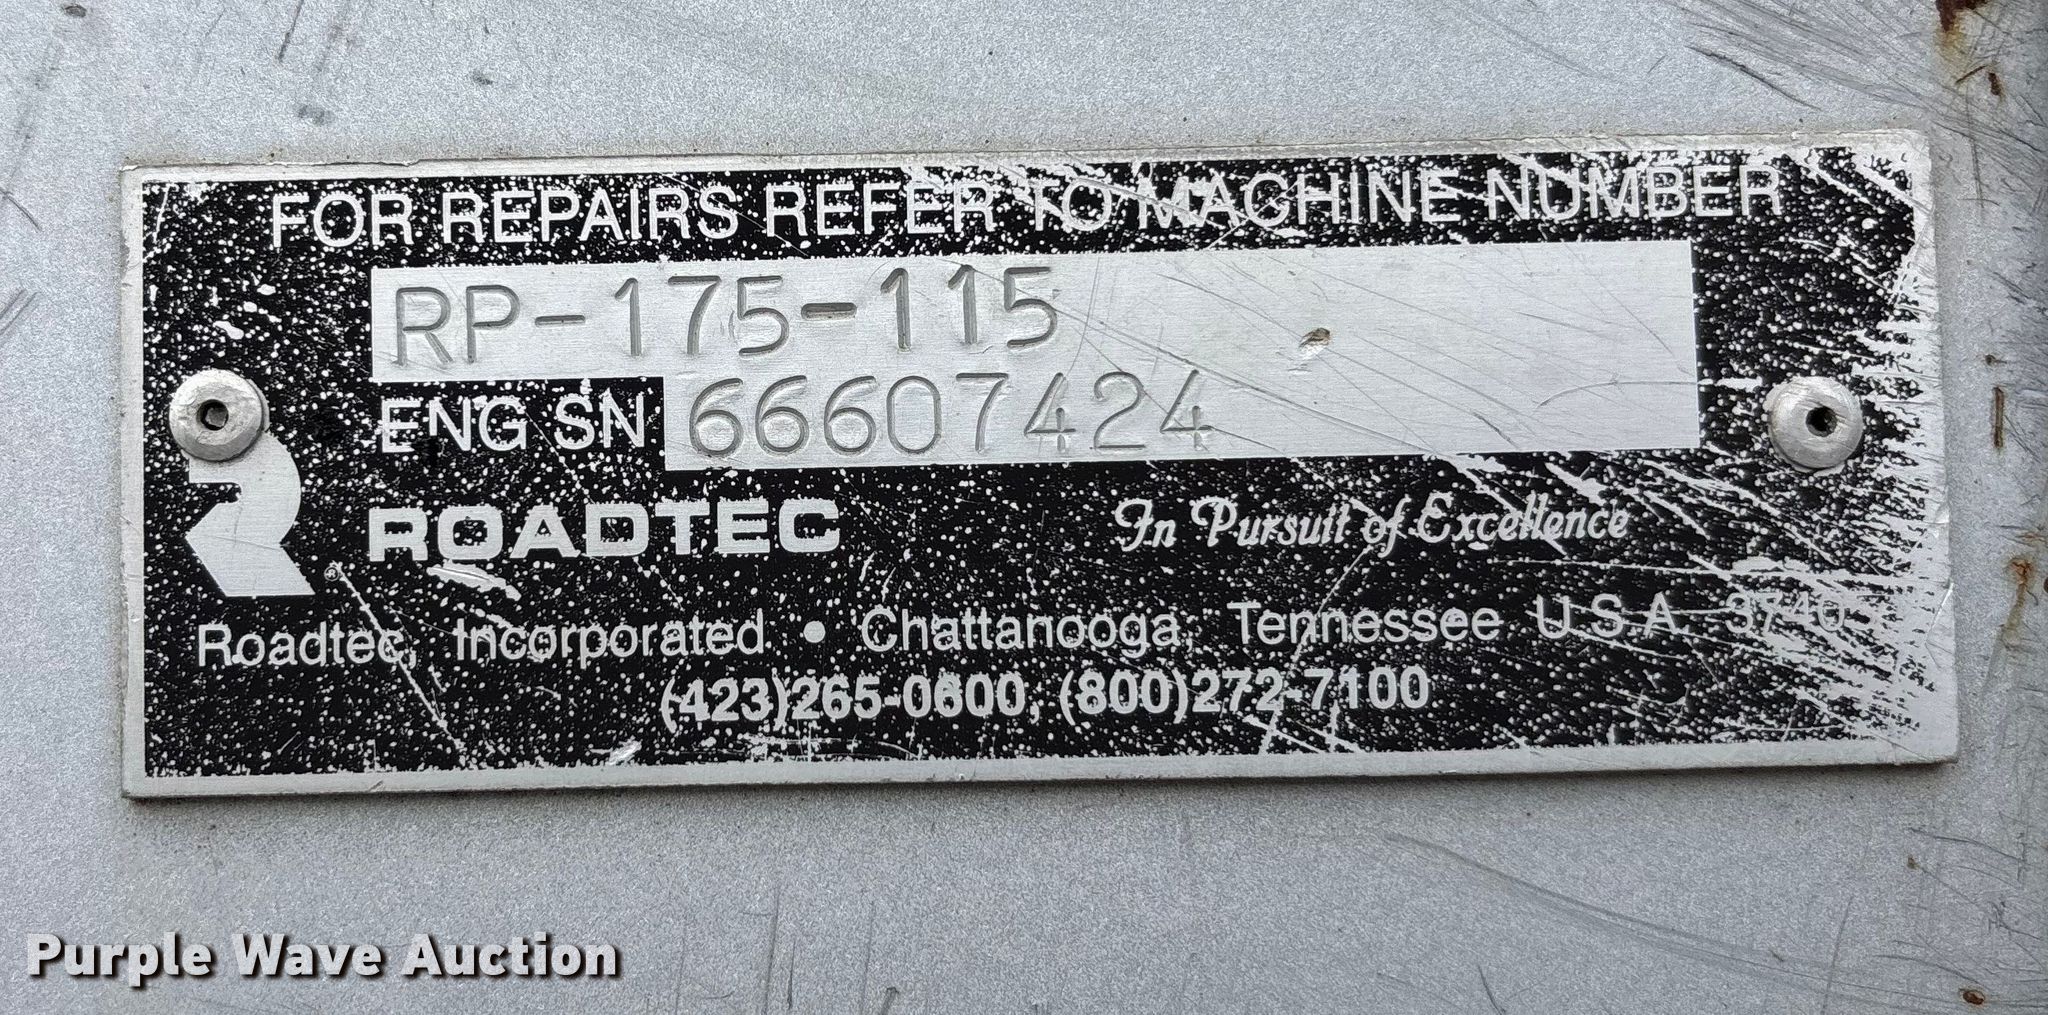 FOR REPAIRS REFER TO MACHINE NUMBER
RP-175-115
ENG SN 66607424
ROADTEC In Pursuit of Excellence
Roadtec, Incorporated • Chattanooga, Tennessee U.S.A.
(423)265-0600, (800)272-7100
Purple Wave Auction